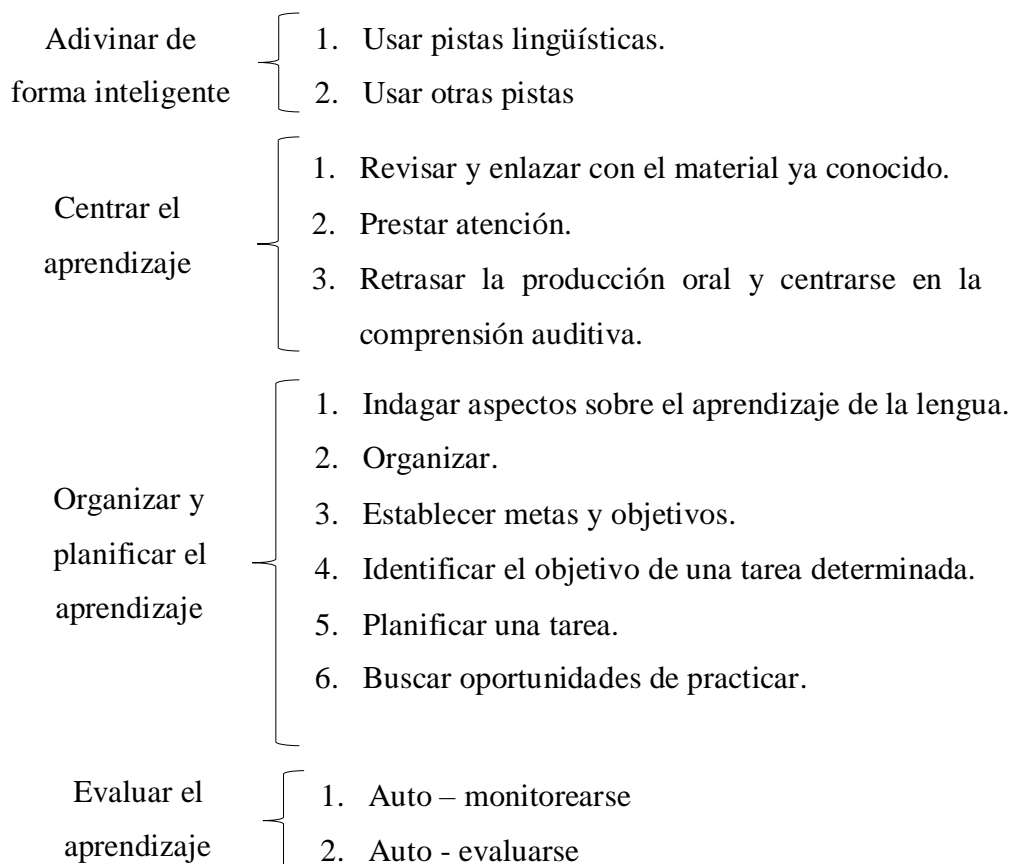 Adivinar de
forma inteligente
1. Usar pistas lingüísticas.
2. Usar otras pistas
Centrar el
aprendizaje
1. Revisar y enlazar con el material ya conocido.
2. Prestar atención.
3. Retrasar la producción oral y centrarse en la
comprensión auditiva.
Organizar y
planificar el
aprendizaje
1. Indagar aspectos sobre el aprendizaje de la lengua.
2. Organizar.
3. Establecer metas y objetivos.
4. Identificar el objetivo de una tarea determinada.
5. Planificar una tarea.
6. Buscar oportunidades de practicar.
Evaluar el
aprendizaje
1. Auto – monitorearse
2. Auto - evaluarse